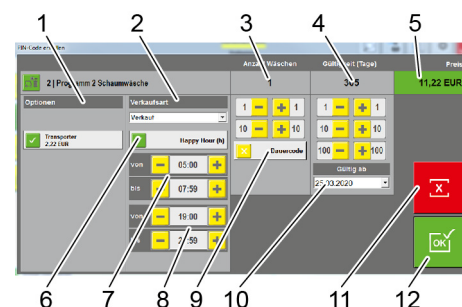 1
2
3
4
5
PIN-Code erstellen
Anzahl Wäschen
Gültigkeit [Tage]
Preis
2 | Programm 2 Schaumwäsche
1
365
11,22 EUR
Optionen
Verkaufsart
Verkauf
1 − + 1
1 − + 1
Transporter
2,22 EUR
Happy Hour (h)
10 − + 10
10 − + 10
X Dauercode
100 − + 100
von − 05:00 +
Gültig ab
bis − 07:59 +
25.03.2020
X
von − 19:00 +
− +
OK
6
7
8
9
10
11
12